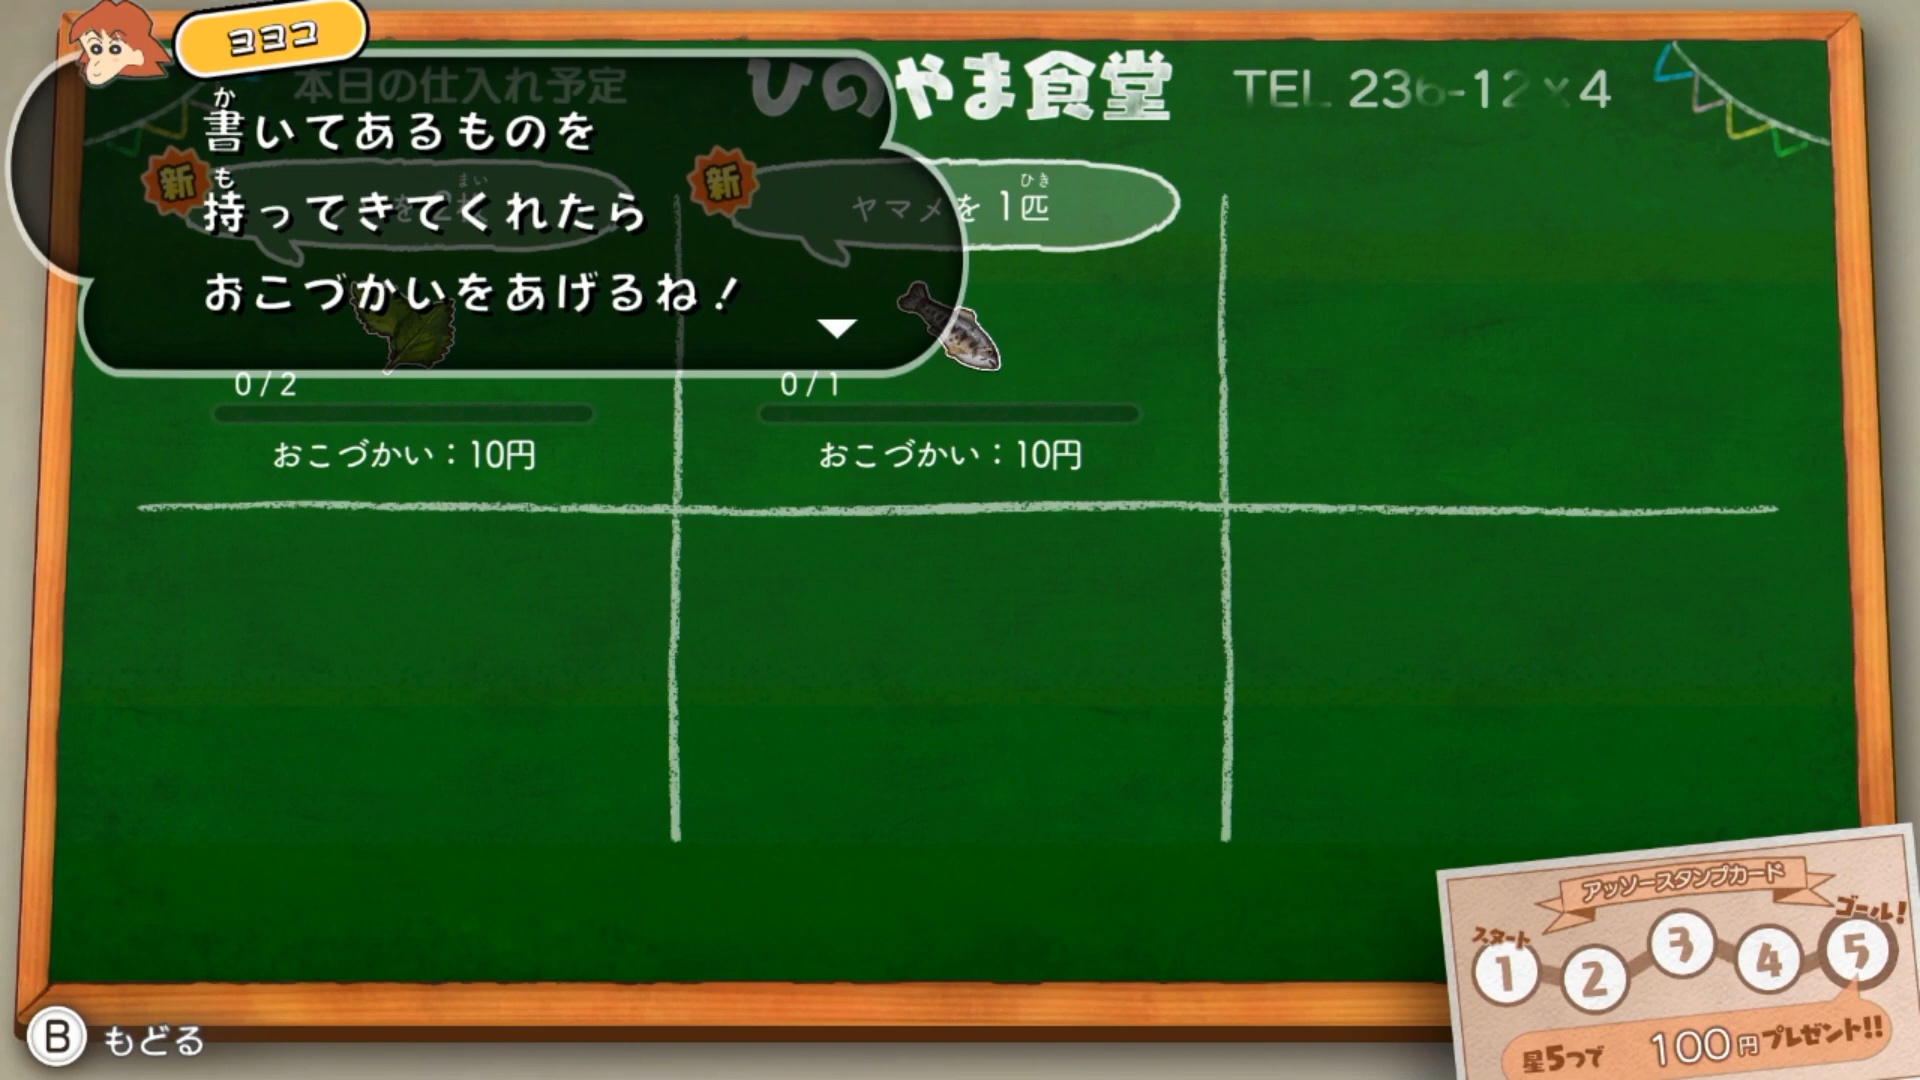 ヨヨコ
書いてあるものを
持ってきてくれたら
おこづかいをあげるね！
本日の仕入れ予定
ひのやま食堂
TEL 236-12×4
新
を2枚
新
ヤマメを 1匹
0/2
おこづかい：10円
0/1
おこづかい：10円
アッソースタンプカード
スタート
1
2
3
4
5
ゴール！
星5つで 100円プレゼント!!
B もどる